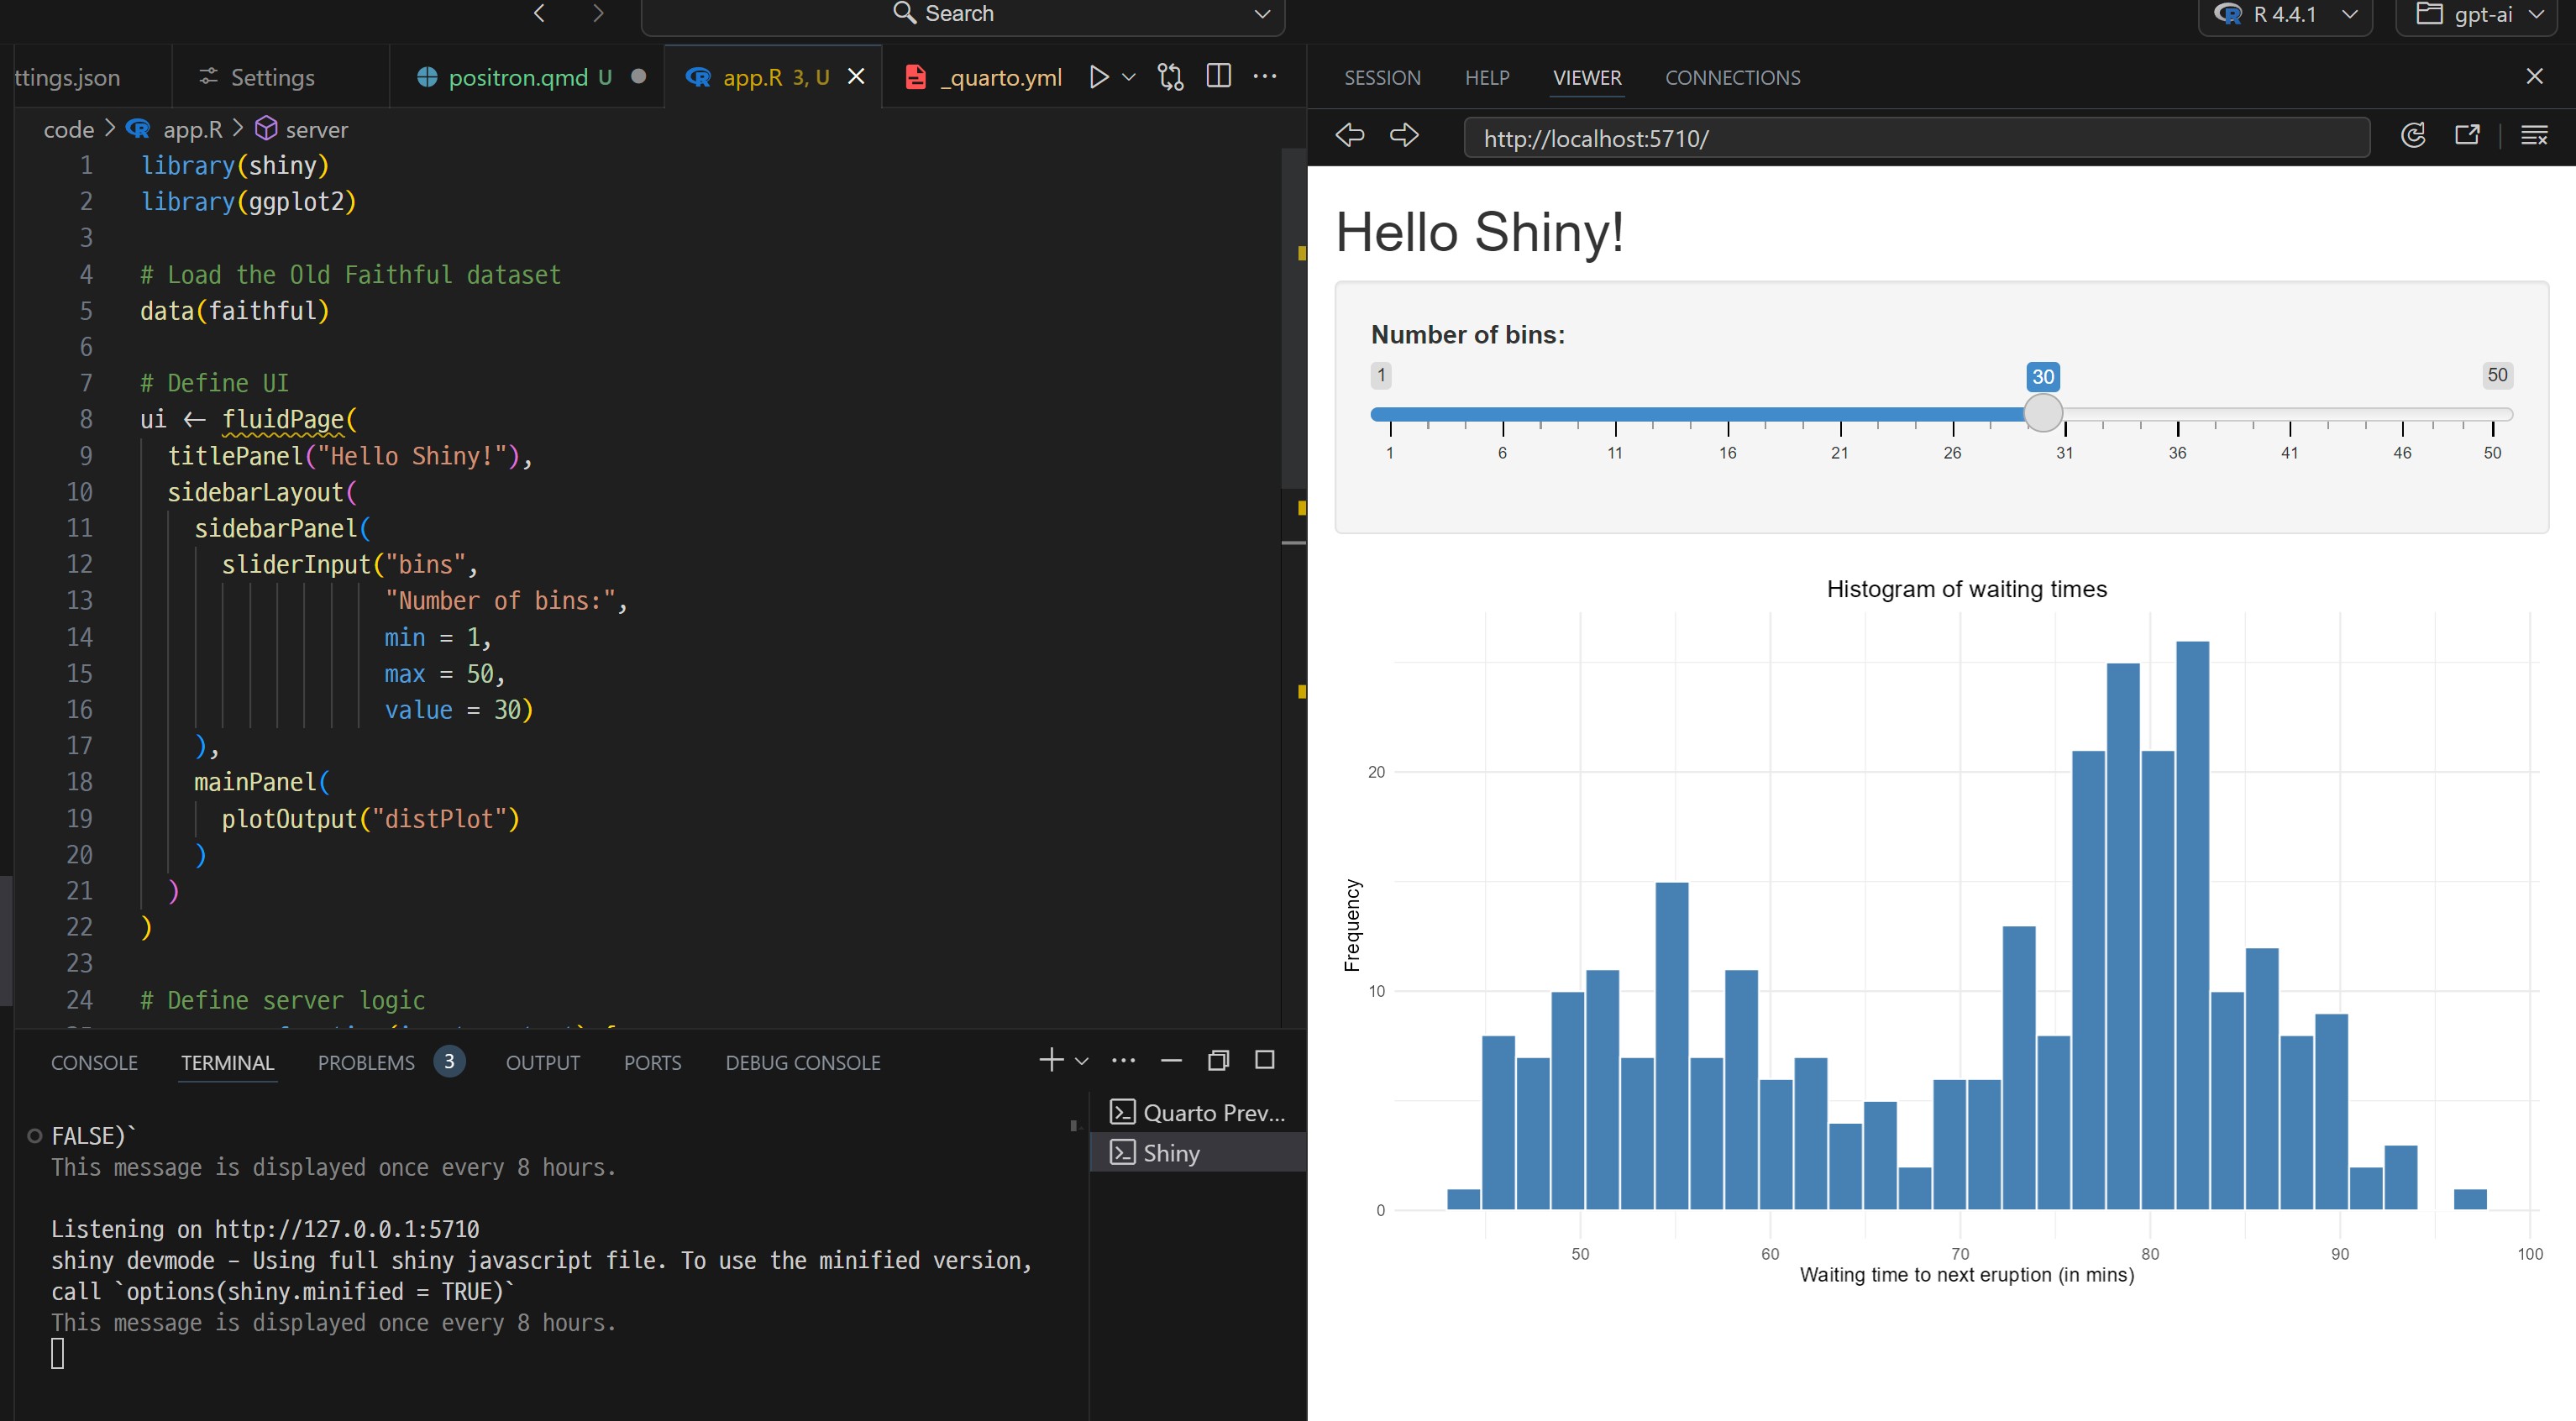 Search
R 4.4.1
gpt-ai
ttings.json
Settings
positron.qmd U
app.R 3, U
_quarto.yml
code > app.R > server
1 library(shiny)
2 library(ggplot2)
3
4 # Load the Old Faithful dataset
5 data(faithful)
6
7 # Define UI
8 ui <- fluidPage(
9 titlePanel("Hello Shiny!"),
10 sidebarLayout(
11 sidebarPanel(
12 sliderInput("bins",
13 "Number of bins:",
14 min = 1,
15 max = 50,
16 value = 30)
17 ),
18 mainPanel(
19 plotOutput("distPlot")
20 )
21 )
22 )
23
24 # Define server logic
CONSOLE
TERMINAL
PROBLEMS 3
OUTPUT
PORTS
DEBUG CONSOLE
FALSE)`
This message is displayed once every 8 hours.
Listening on http://127.0.0.1:5710
shiny devmode - Using full shiny javascript file. To use the minified version,
call `options(shiny.minified = TRUE)`
This message is displayed once every 8 hours.
Quarto Prev...
Shiny
SESSION
HELP
VIEWER
CONNECTIONS
http://localhost:5710/
Hello Shiny!
Number of bins:
1 30 50
1 6 11 16 21 26 31 36 41 46 50
Histogram of waiting times
Frequency
20
10
0
50 60 70 80 90 100
Waiting time to next eruption (in mins)